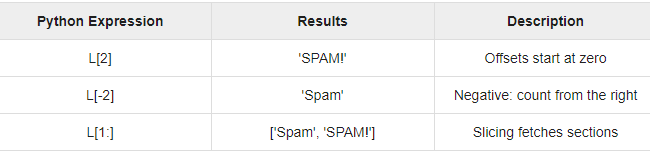 Python Expression Results Description
L[2] 'SPAM!' Offsets start at zero
L[-2] 'Spam' Negative: count from the right
L[1:] ['Spam', 'SPAM!'] Slicing fetches sections